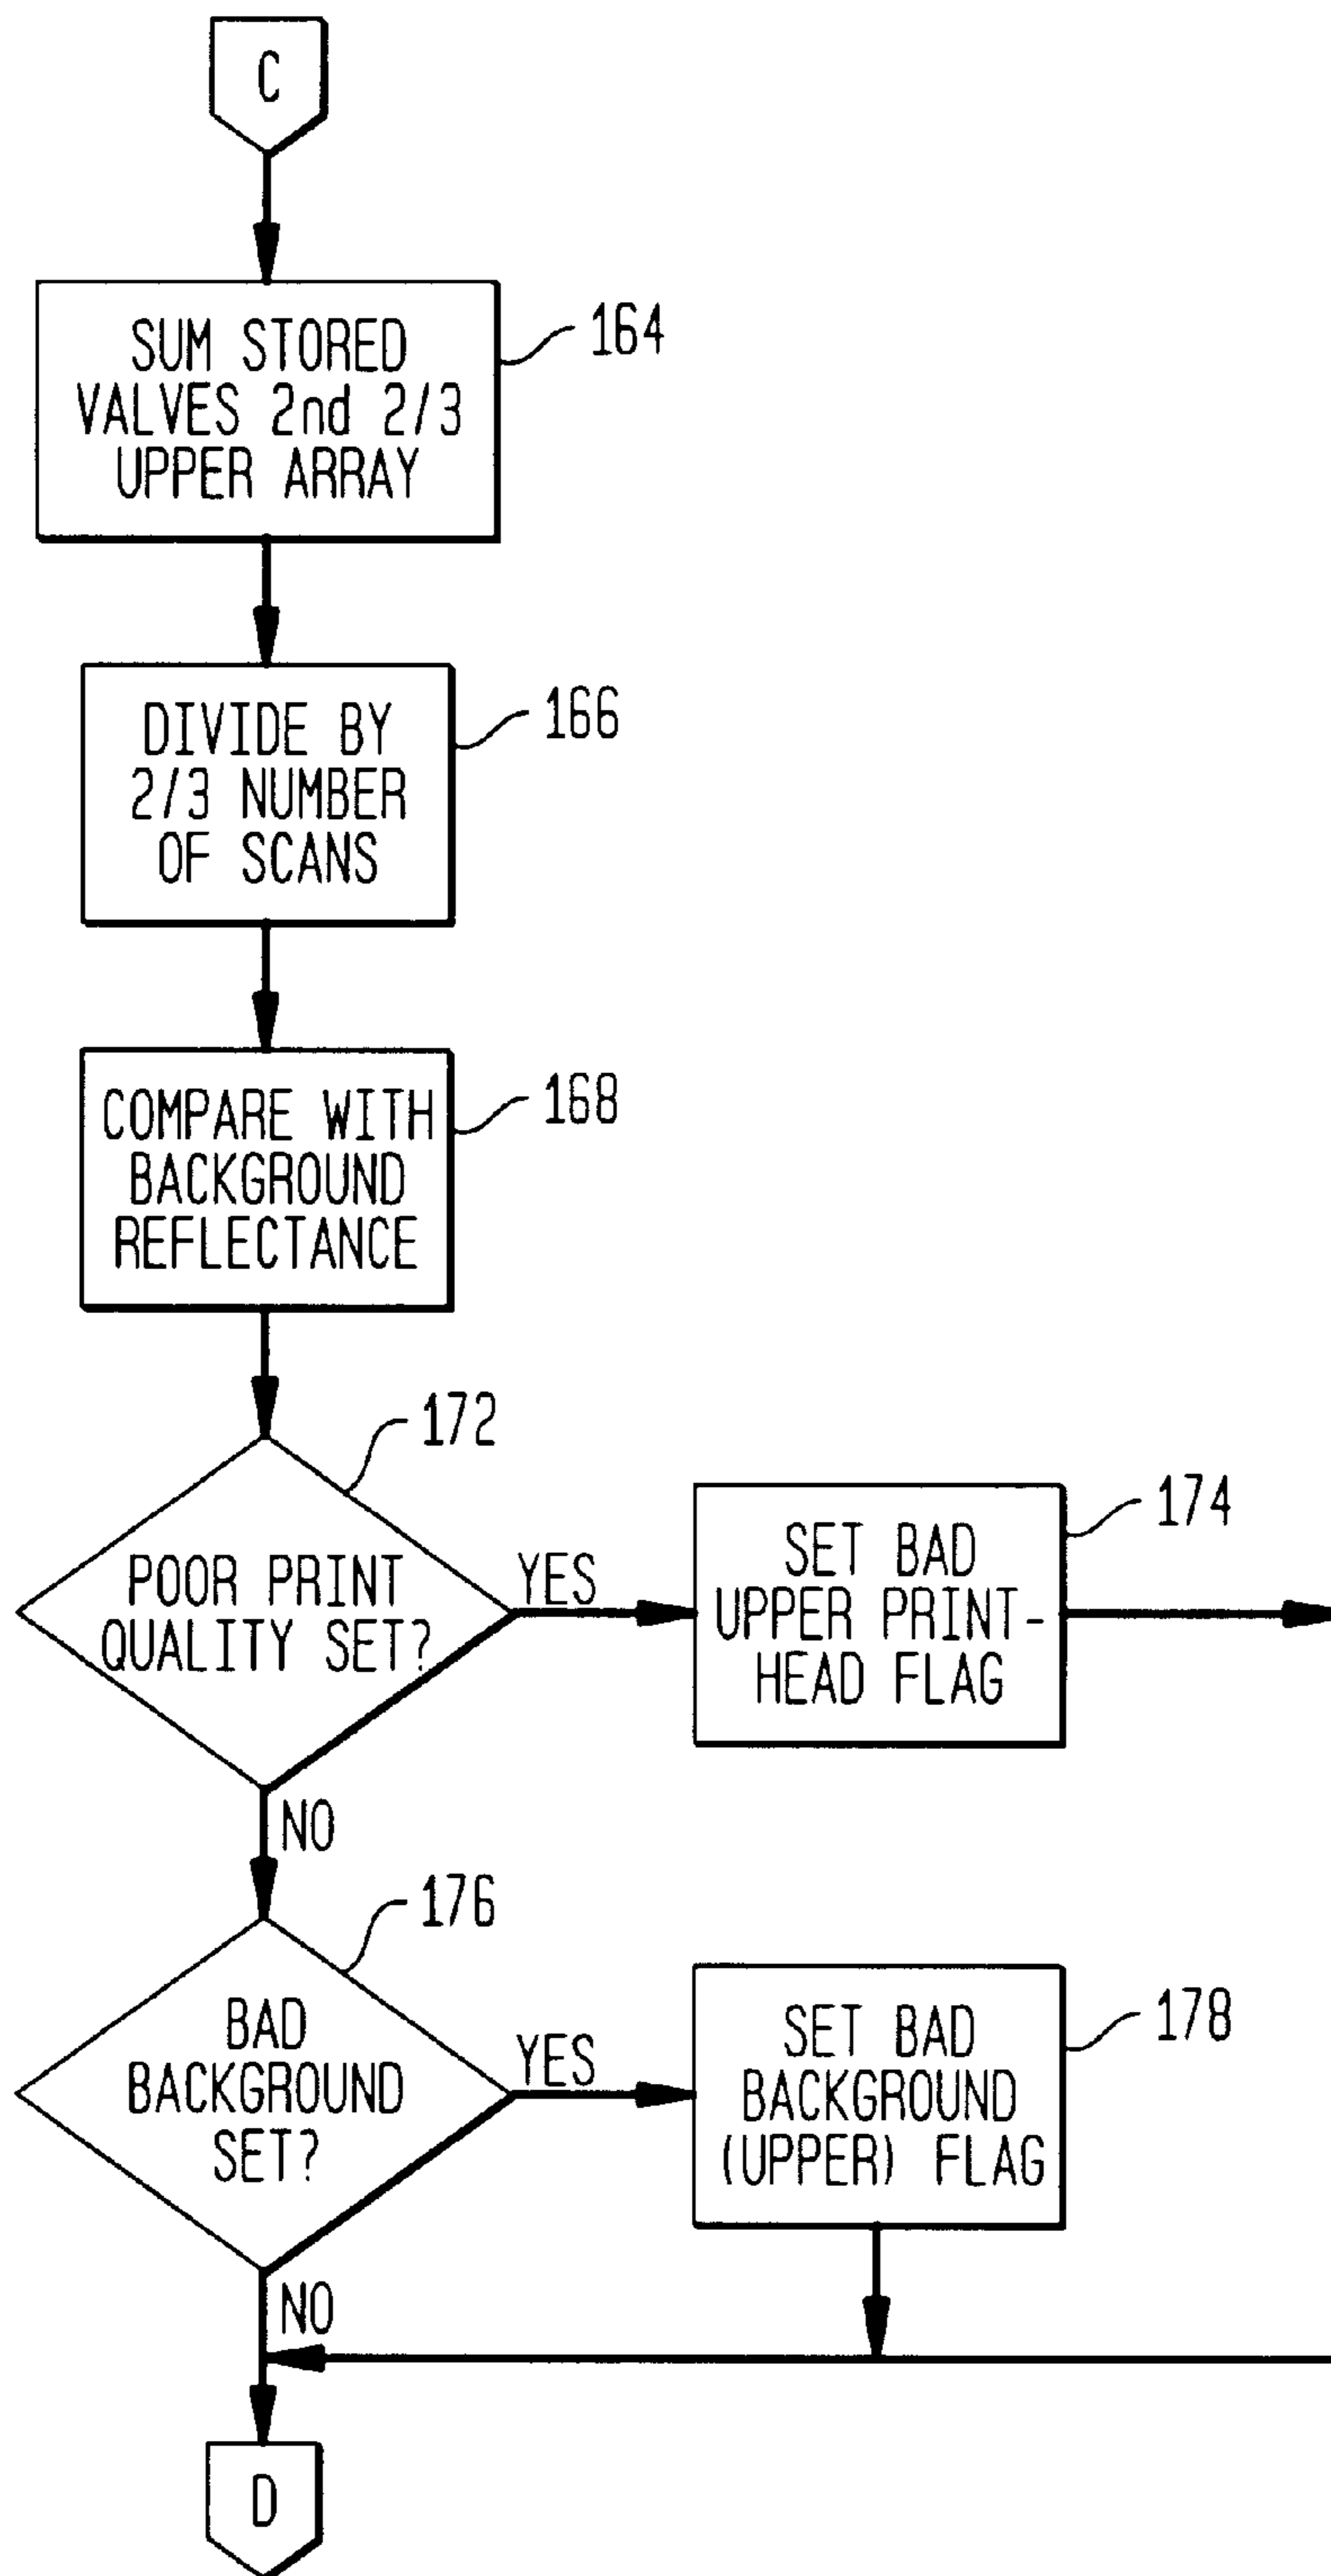 C
SUM STORED
VALVES 2nd 2/3
UPPER ARRAY
164
DIVIDE BY
2/3 NUMBER
OF SCANS
166
COMPARE WITH
BACKGROUND
REFLECTANCE
168
172
POOR PRINT
QUALITY SET?
YES
SET BAD
UPPER PRINT-
HEAD FLAG
174
NO
176
BAD
BACKGROUND
SET?
YES
SET BAD
BACKGROUND
(UPPER) FLAG
178
NO
D